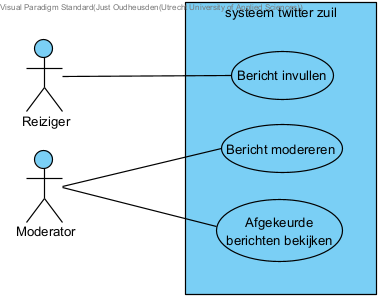 Visual Paradigm Standard(Just Oudheusden(Utrecht University of Applied Sciences))
systeem twitter zuil
Bericht invullen
Reiziger
Bericht modereren
Moderator
Afgekeurde
berichten bekijken